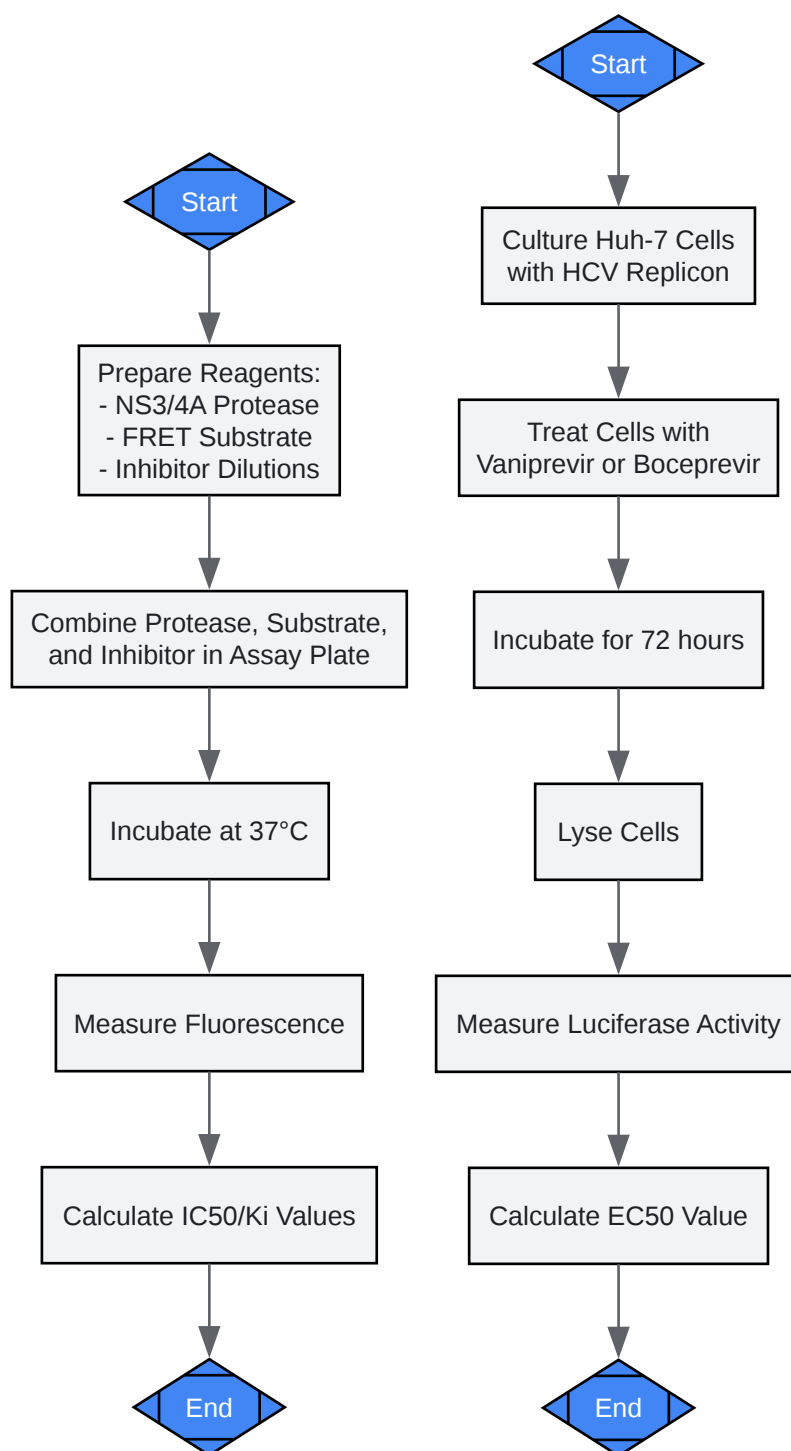 Start
Prepare Reagents:
- NS3/4A Protease
- FRET Substrate
- Inhibitor Dilutions
Combine Protease, Substrate,
and Inhibitor in Assay Plate
Incubate at 37°C
Measure Fluorescence
Calculate IC50/Ki Values
End
Start
Culture Huh-7 Cells
with HCV Replicon
Treat Cells with
Vaniprevir or Boceprevir
Incubate for 72 hours
Lyse Cells
Measure Luciferase Activity
Calculate EC50 Value
End